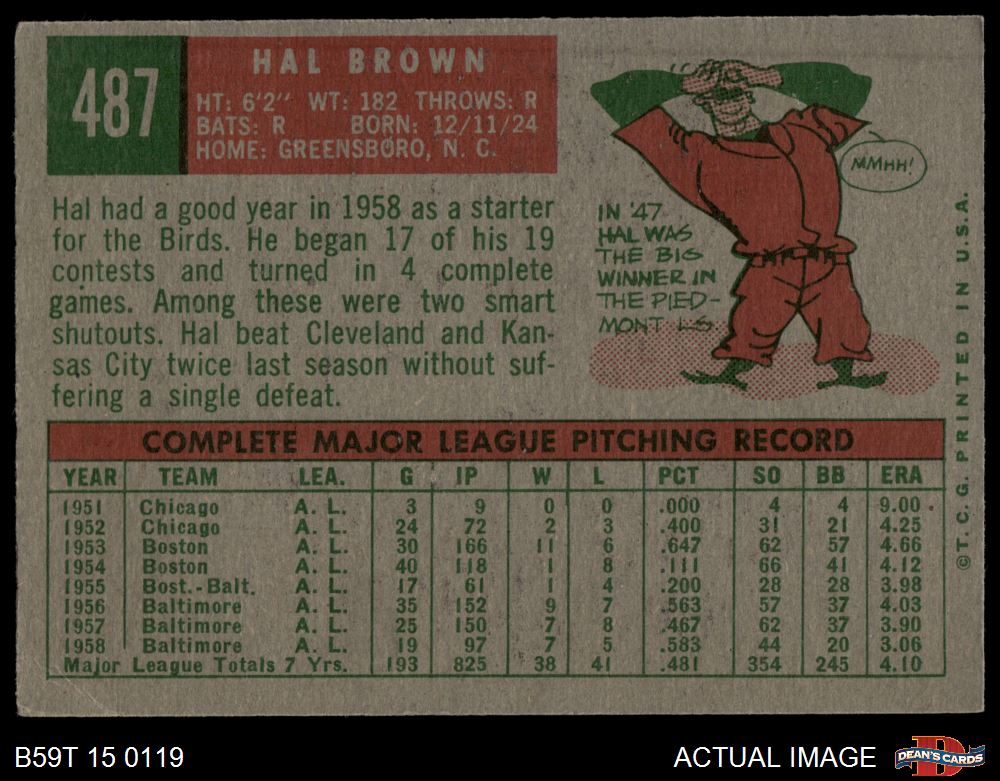 487
HAL BROWN
HT: 6'2" WT: 182 THROWS: R
BATS: R BORN: 12/11/24
HOME: GREENSBORO, N. C.
Hal had a good year in 1958 as a starter
for the Birds. He began 17 of his 19
contests and turned in 4 complete
games. Among these were two smart
shutouts. Hal beat Cleveland and Kan-
sas City twice last season without suf-
fering a single defeat.
MMHH!
IN '47
HAL WAS
THE BIG
WINNER IN
THE PIED-
MONT LS
COMPLETE MAJOR LEAGUE PITCHING RECORD
YEAR TEAM LEA. G IP W L PCT SO BB ERA
1951 Chicago A. L. 3 9 0 0 .000 4 4 9.00
1952 Chicago A. L. 24 72 2 3 .400 31 21 4.25
1953 Boston A. L. 30 166 11 6 .647 62 57 4.66
1954 Boston A. L. 40 118 1 8 .111 66 41 4.12
1955 Bost.-Balt. A. L. 17 61 1 4 .200 28 28 3.98
1956 Baltimore A. L. 35 152 9 7 .563 57 37 4.03
1957 Baltimore A. L. 25 150 7 8 .467 62 37 3.90
1958 Baltimore A. L. 19 97 7 5 .583 44 20 3.06
Major League Totals 7 Yrs. 193 825 38 41 .481 354 245 4.10
©T. C. G. PRINTED IN U.S.A.
B59T 15 0119
ACTUAL IMAGE
D
DEAN'S CARDS